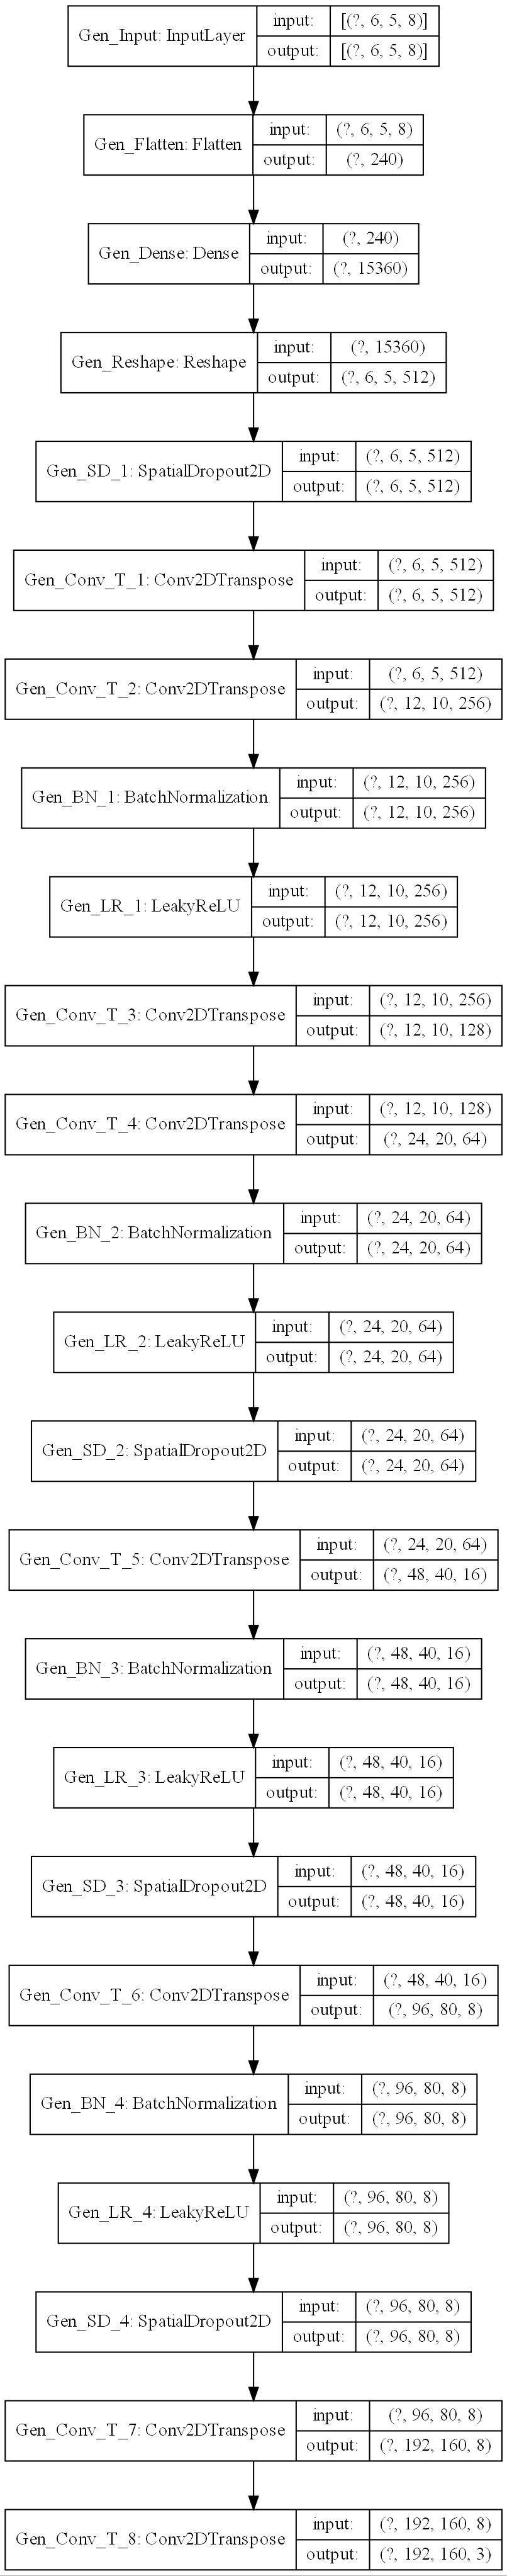 Gen_Input: InputLayer
input: [(?, 6, 5, 8)]
output: [(?, 6, 5, 8)]
Gen_Flatten: Flatten
input: (?, 6, 5, 8)
output: (?, 240)
Gen_Dense: Dense
input: (?, 240)
output: (?, 15360)
Gen_Reshape: Reshape
input: (?, 15360)
output: (?, 6, 5, 512)
Gen_SD_1: SpatialDropout2D
input: (?, 6, 5, 512)
output: (?, 6, 5, 512)
Gen_Conv_T_1: Conv2DTranspose
input: (?, 6, 5, 512)
output: (?, 6, 5, 512)
Gen_Conv_T_2: Conv2DTranspose
input: (?, 6, 5, 512)
output: (?, 12, 10, 256)
Gen_BN_1: BatchNormalization
input: (?, 12, 10, 256)
output: (?, 12, 10, 256)
Gen_LR_1: LeakyReLU
input: (?, 12, 10, 256)
output: (?, 12, 10, 256)
Gen_Conv_T_3: Conv2DTranspose
input: (?, 12, 10, 256)
output: (?, 12, 10, 128)
Gen_Conv_T_4: Conv2DTranspose
input: (?, 12, 10, 128)
output: (?, 24, 20, 64)
Gen_BN_2: BatchNormalization
input: (?, 24, 20, 64)
output: (?, 24, 20, 64)
Gen_LR_2: LeakyReLU
input: (?, 24, 20, 64)
output: (?, 24, 20, 64)
Gen_SD_2: SpatialDropout2D
input: (?, 24, 20, 64)
output: (?, 24, 20, 64)
Gen_Conv_T_5: Conv2DTranspose
input: (?, 24, 20, 64)
output: (?, 48, 40, 16)
Gen_BN_3: BatchNormalization
input: (?, 48, 40, 16)
output: (?, 48, 40, 16)
Gen_LR_3: LeakyReLU
input: (?, 48, 40, 16)
output: (?, 48, 40, 16)
Gen_SD_3: SpatialDropout2D
input: (?, 48, 40, 16)
output: (?, 48, 40, 16)
Gen_Conv_T_6: Conv2DTranspose
input: (?, 48, 40, 16)
output: (?, 96, 80, 8)
Gen_BN_4: BatchNormalization
input: (?, 96, 80, 8)
output: (?, 96, 80, 8)
Gen_LR_4: LeakyReLU
input: (?, 96, 80, 8)
output: (?, 96, 80, 8)
Gen_SD_4: SpatialDropout2D
input: (?, 96, 80, 8)
output: (?, 96, 80, 8)
Gen_Conv_T_7: Conv2DTranspose
input: (?, 96, 80, 8)
output: (?, 192, 160, 8)
Gen_Conv_T_8: Conv2DTranspose
input: (?, 192, 160, 8)
output: (?, 192, 160, 3)